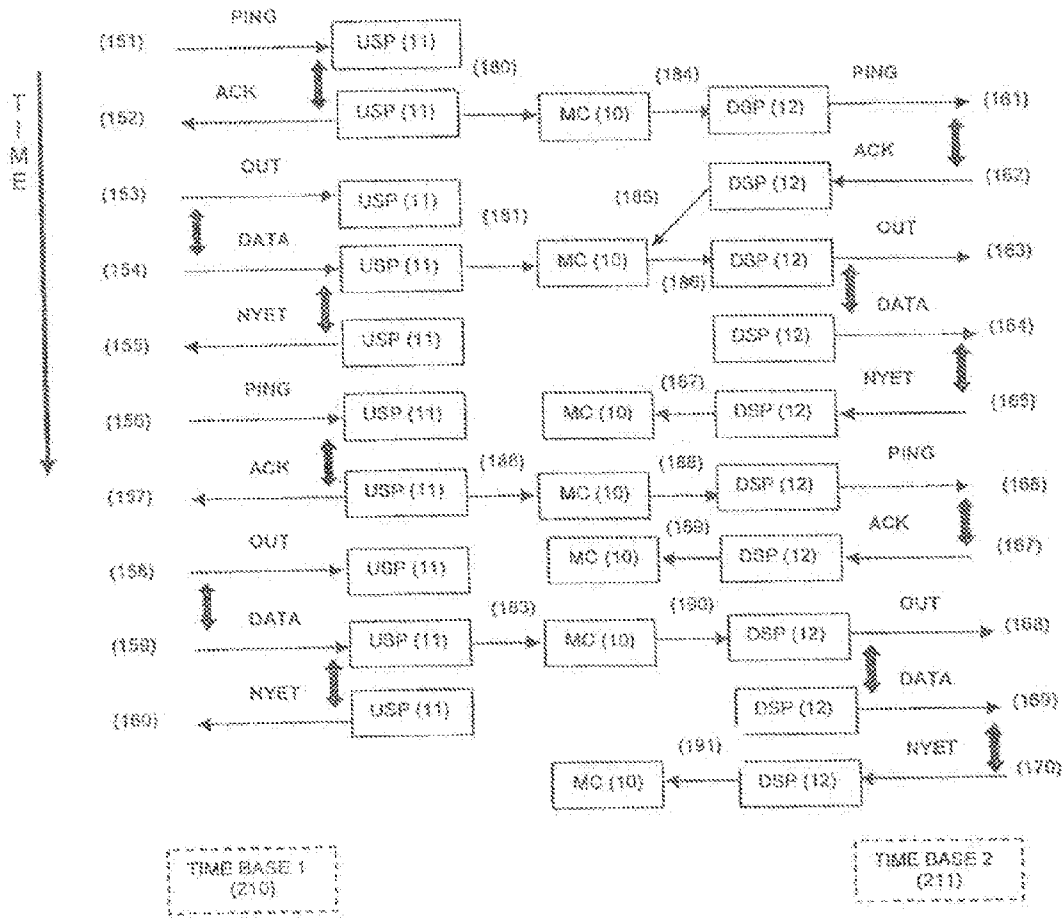 PING
(151) USP (11)
(180) (184) PING
ACK
(152) USP (11) MC (10) DSP (12) (161)
TIME
OUT ACK
(153) USP (11) (185) DSP (12) (162)
(181)
DATA OUT
(154) USP (11) MC (10) (186) DSP (12) (163)
NYET DATA
(155) USP (11) DSP (12) (164)
PING (187) NYET
(156) USP (11) MC (10) DSP (12) (165)
ACK (188) PING
(157) USP (11) MC (10) DSP (12) (166)
OUT (189) ACK
(158) USP (11) MC (10) DSP (12) (167)
DATA (183) (190) OUT
(159) USP (11) MC (10) DSP (12) (168)
NYET DATA
(160) USP (11) DSP (12) (169)
(191) NYET
MC (10) DSP (12) (170)
TIME BASE 1
(210)
TIME BASE 2
(211)